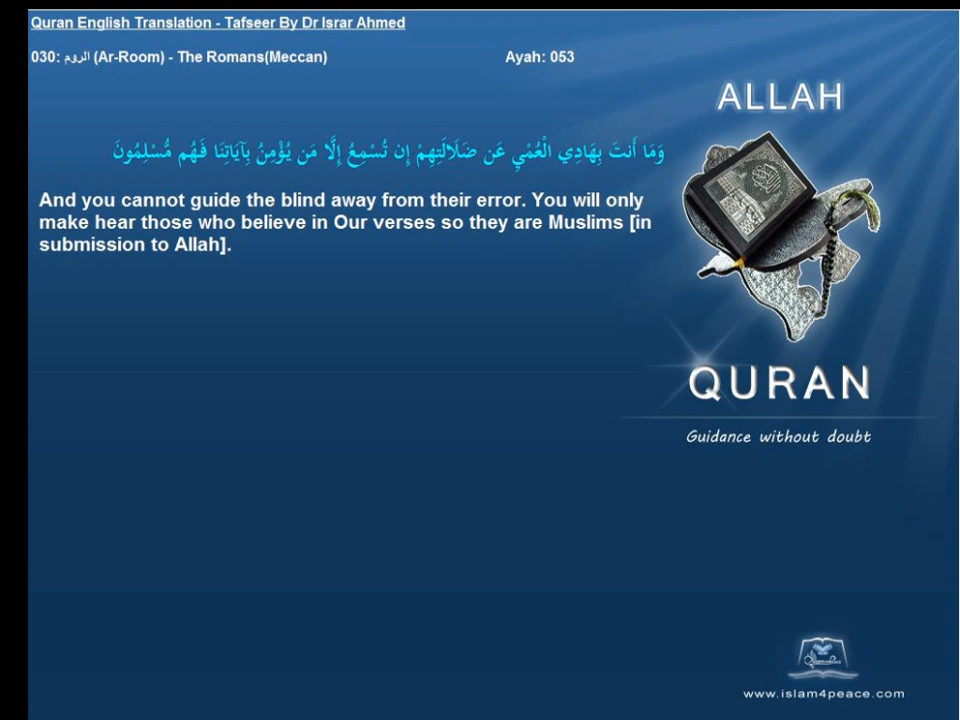 Quran English Translation - Tafseer By Dr Israr Ahmed
030: الروم (Ar-Room) - The Romans(Meccan) Ayah: 053
ALLAH
وَمَا أَنتَ بِهَادِي الْعُمْيِ عَن ضَلَالَتِهِمْ إِن تُسْمِعُ إِلَّا مَن يُؤْمِنُ بِآيَاتِنَا فَهُم مُّسْلِمُونَ
And you cannot guide the blind away from their error. You will only
make hear those who believe in Our verses so they are Muslims [in
submission to Allah].
QURAN
Guidance without doubt
www.islam4peace.com